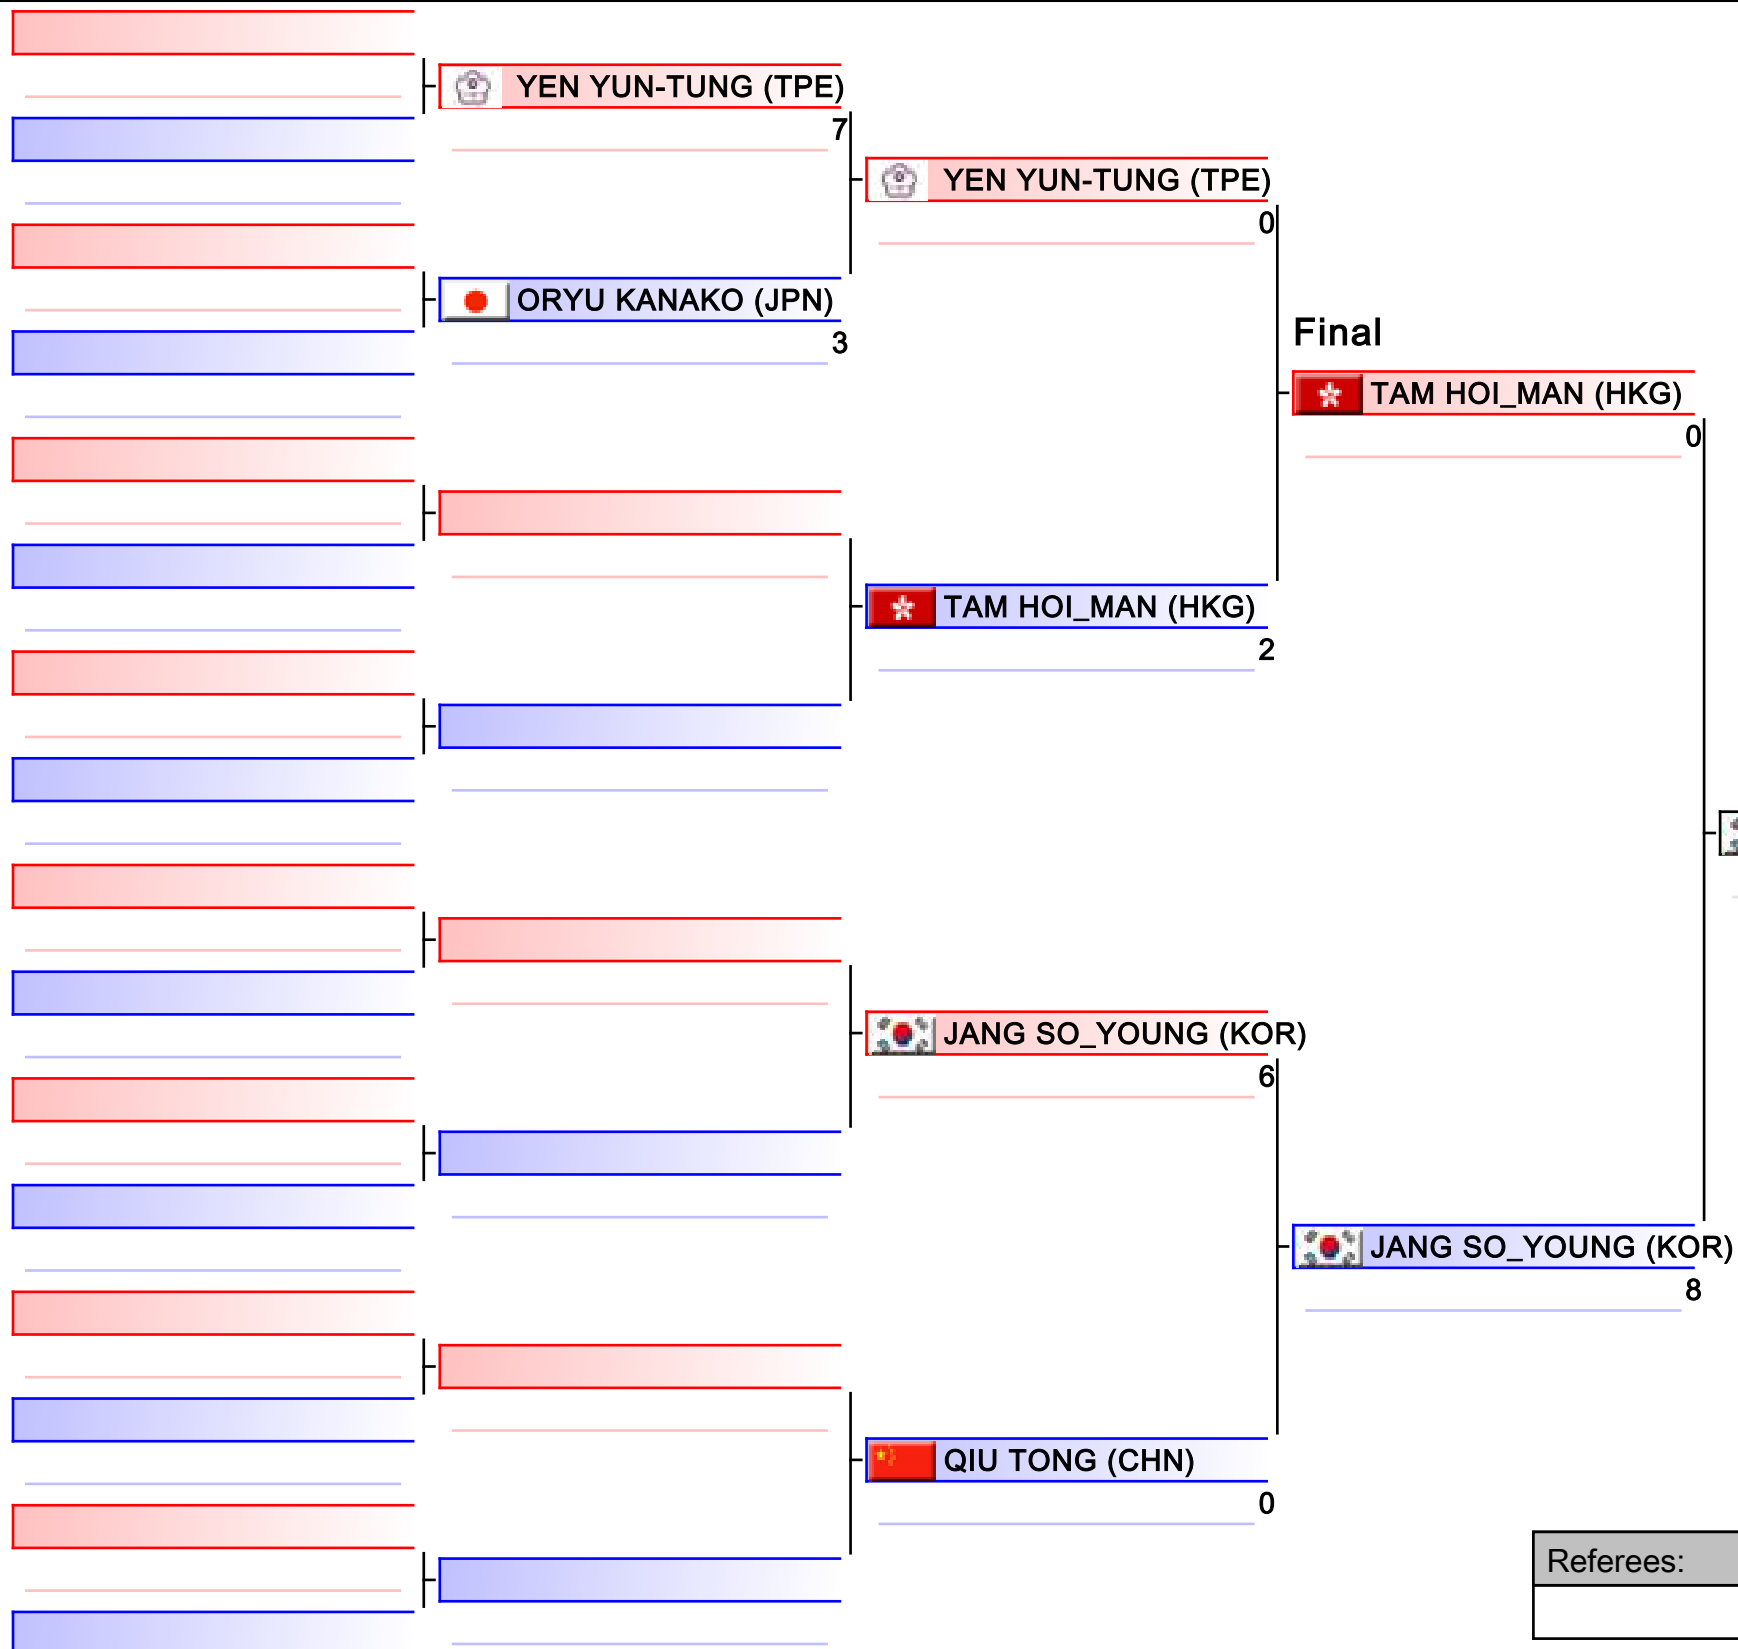 YEN YUN-TUNG (TPE)
7
YEN YUN-TUNG (TPE)
0
ORYU KANAKO (JPN)
3
Final
TAM HOI_MAN (HKG)
0
TAM HOI_MAN (HKG)
2
JANG SO_YOUNG (KOR)
6
JANG SO_YOUNG (KOR)
8
QIU TONG (CHN)
0
Referees: